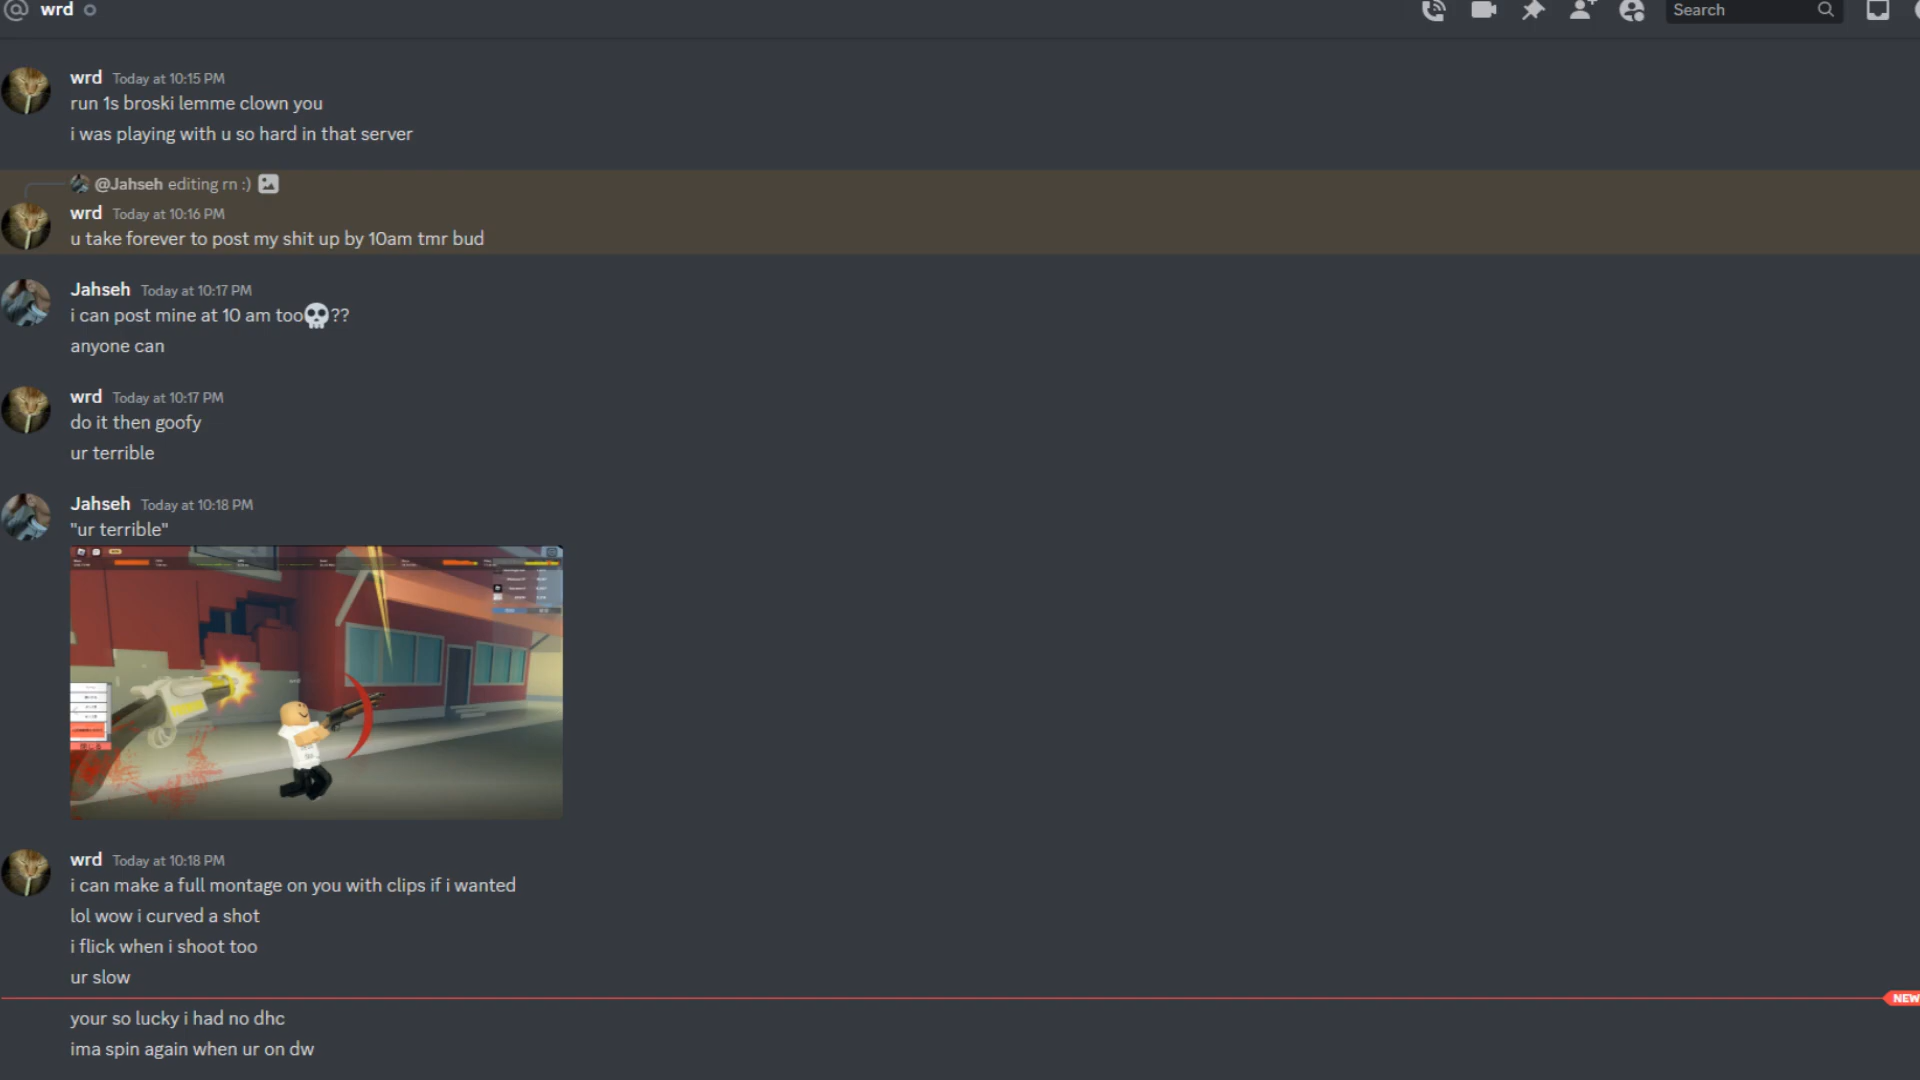 wrd
Search
wrd Today at 10:15 PM
run 1s broski lemme clown you
i was playing with u so hard in that server
@Jahseh editing rn :)
wrd Today at 10:16 PM
u take forever to post my shit up by 10am tmr bud
Jahseh Today at 10:17 PM
i can post mine at 10 am too💀??
anyone can
wrd Today at 10:17 PM
do it then goofy
ur terrible
Jahseh Today at 10:18 PM
"ur terrible"
wrd Today at 10:18 PM
i can make a full montage on you with clips if i wanted
lol wow i curved a shot
i flick when i shoot too
ur slow
NEW
your so lucky i had no dhc
ima spin again when ur on dw